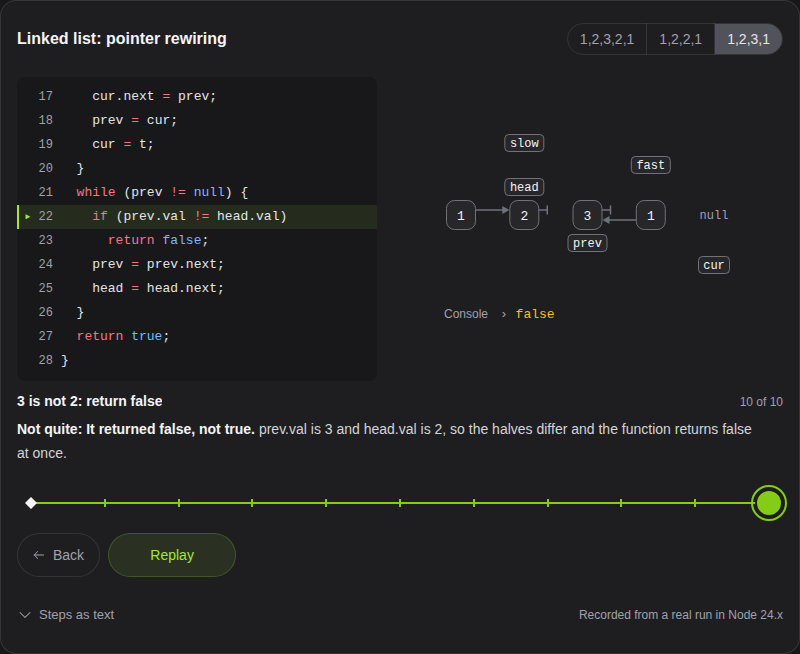 Linked list: pointer rewiring
1,2,3,2,1 1,2,2,1 1,2,3,1
17 cur.next = prev;
18 prev = cur;
19 cur = t;
20 }
21 while (prev != null) {
22 if (prev.val != head.val)
23 return false;
24 prev = prev.next;
25 head = head.next;
26 }
27 return true;
28 }
slow
fast
head
1 2 3 1 null
prev
cur
Console › false
3 is not 2: return false
10 of 10
Not quite: It returned false, not true. prev.val is 3 and head.val is 2, so the halves differ and the function returns false
at once.
← Back Replay
Steps as text
Recorded from a real run in Node 24.x